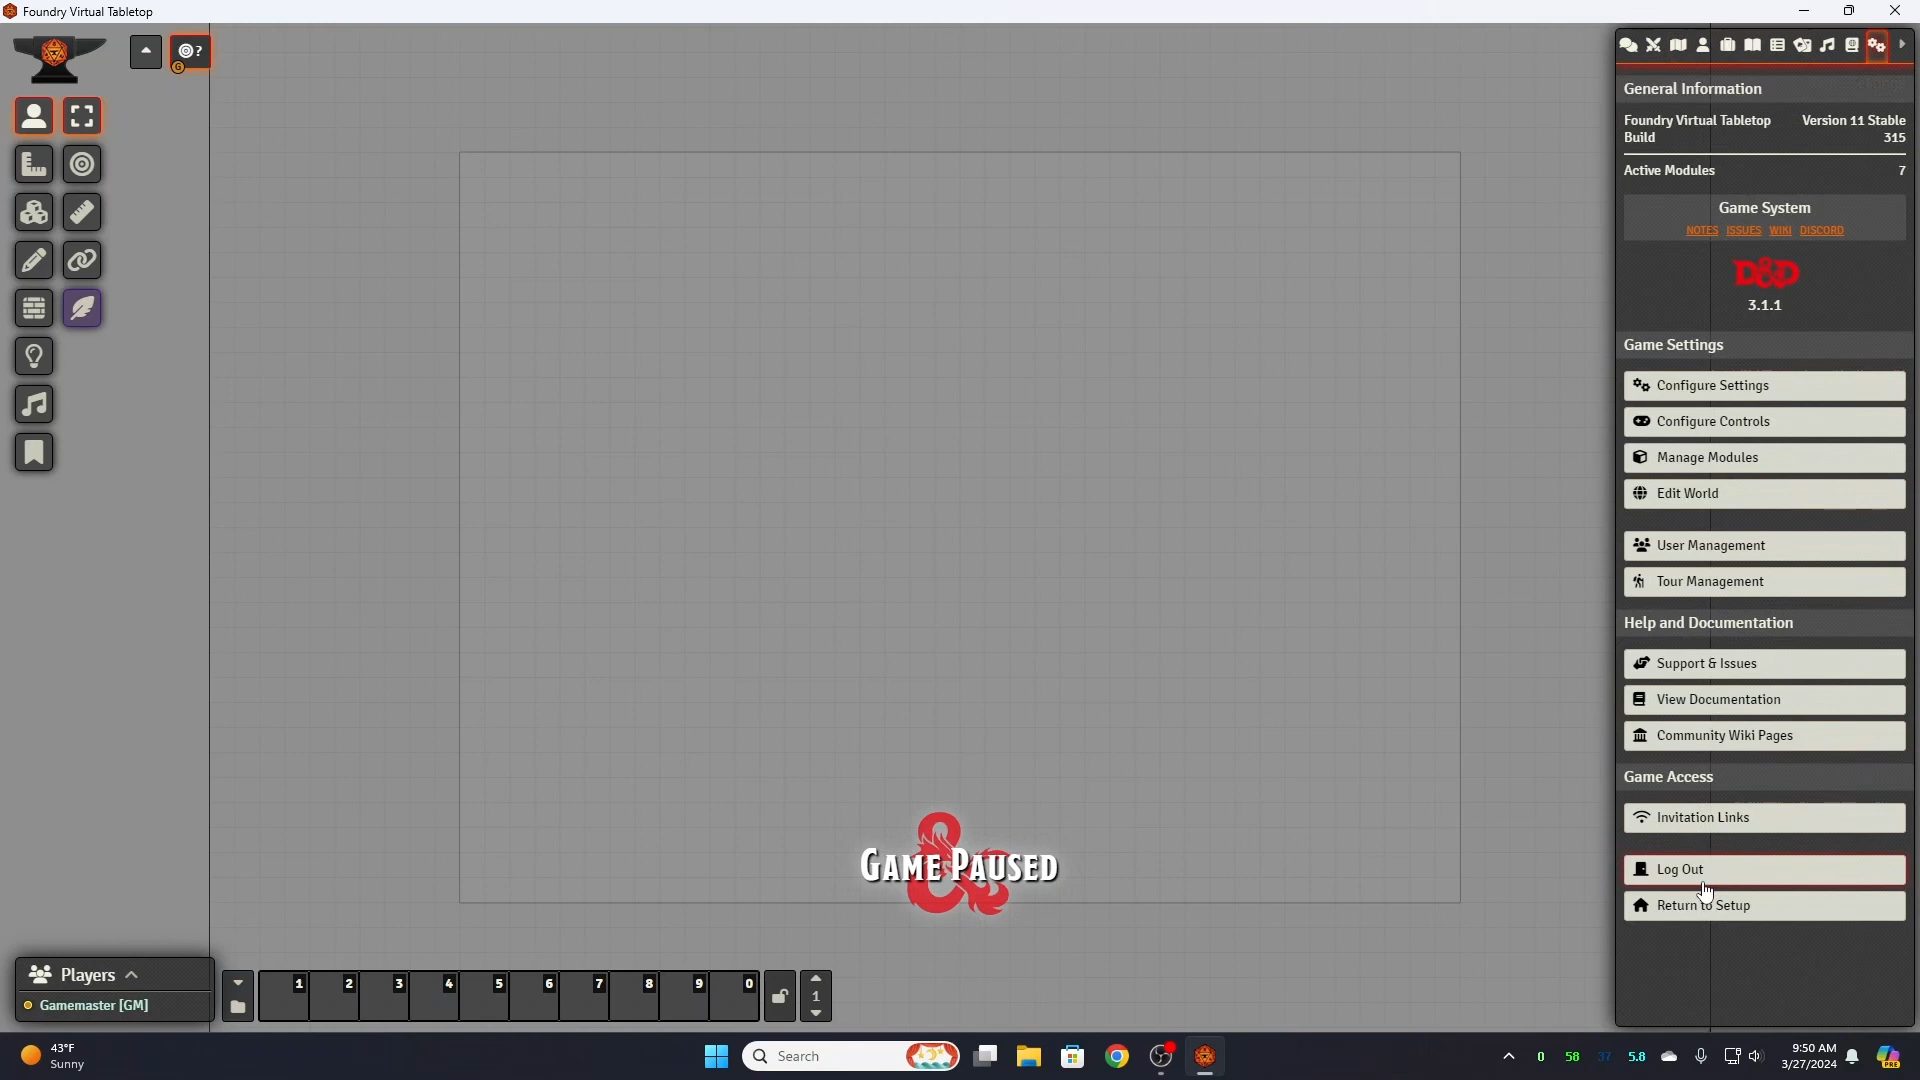 Foundry Virtual Tabletop
?
G
General Information
Foundry Virtual Tabletop Version 11 Stable
Build 315
Active Modules 7
Game System
NOTES ISSUES WIKI DISCORD
D&D
3.1.1
Game Settings
Configure Settings
Configure Controls
Manage Modules
Edit World
User Management
Tour Management
Help and Documentation
Support & Issues
View Documentation
Community Wiki Pages
Game Access
Invitation Links
Log Out
Return to Setup
GAME PAUSED
Players
Gamemaster [GM]
1 2 3 4 5 6 7 8 9 0
1
43°F
Sunny
Search
0 58 37 5.8
9:50 AM
3/27/2024
PRE